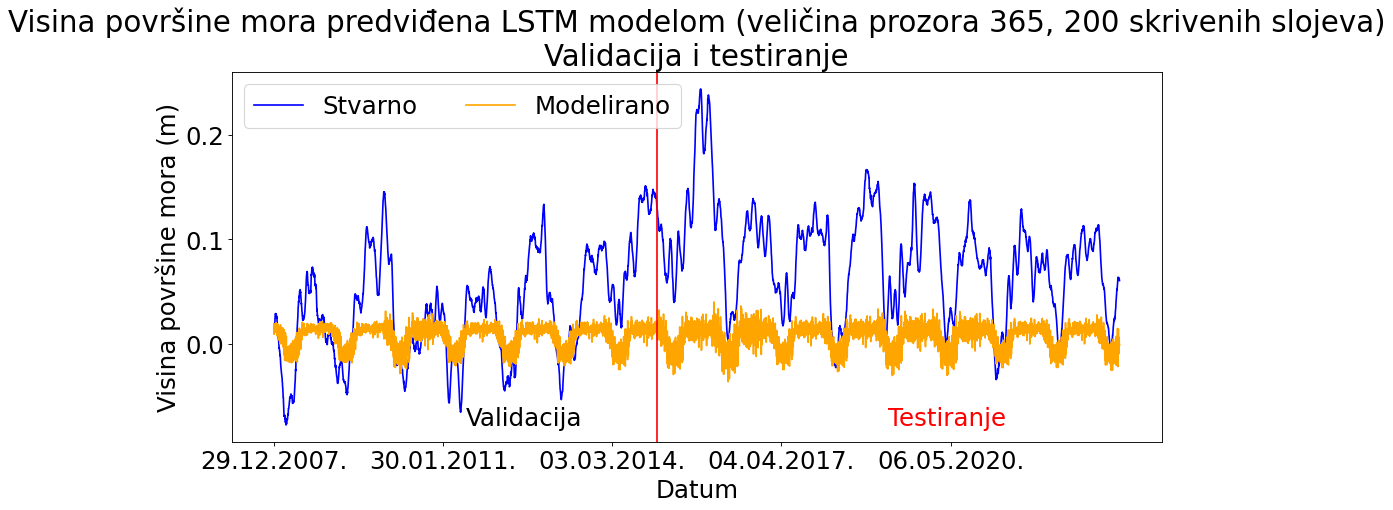 Visina površine mora predviđena LSTM modelom (veličina prozora 365, 200 skrivenih slojeva)
Validacija i testiranje
Stvarno
Modelirano
Visina površine mora (m)
0.2
0.1
0.0
Validacija
Testiranje
29.12.2007.
30.01.2011.
03.03.2014.
04.04.2017.
06.05.2020.
Datum